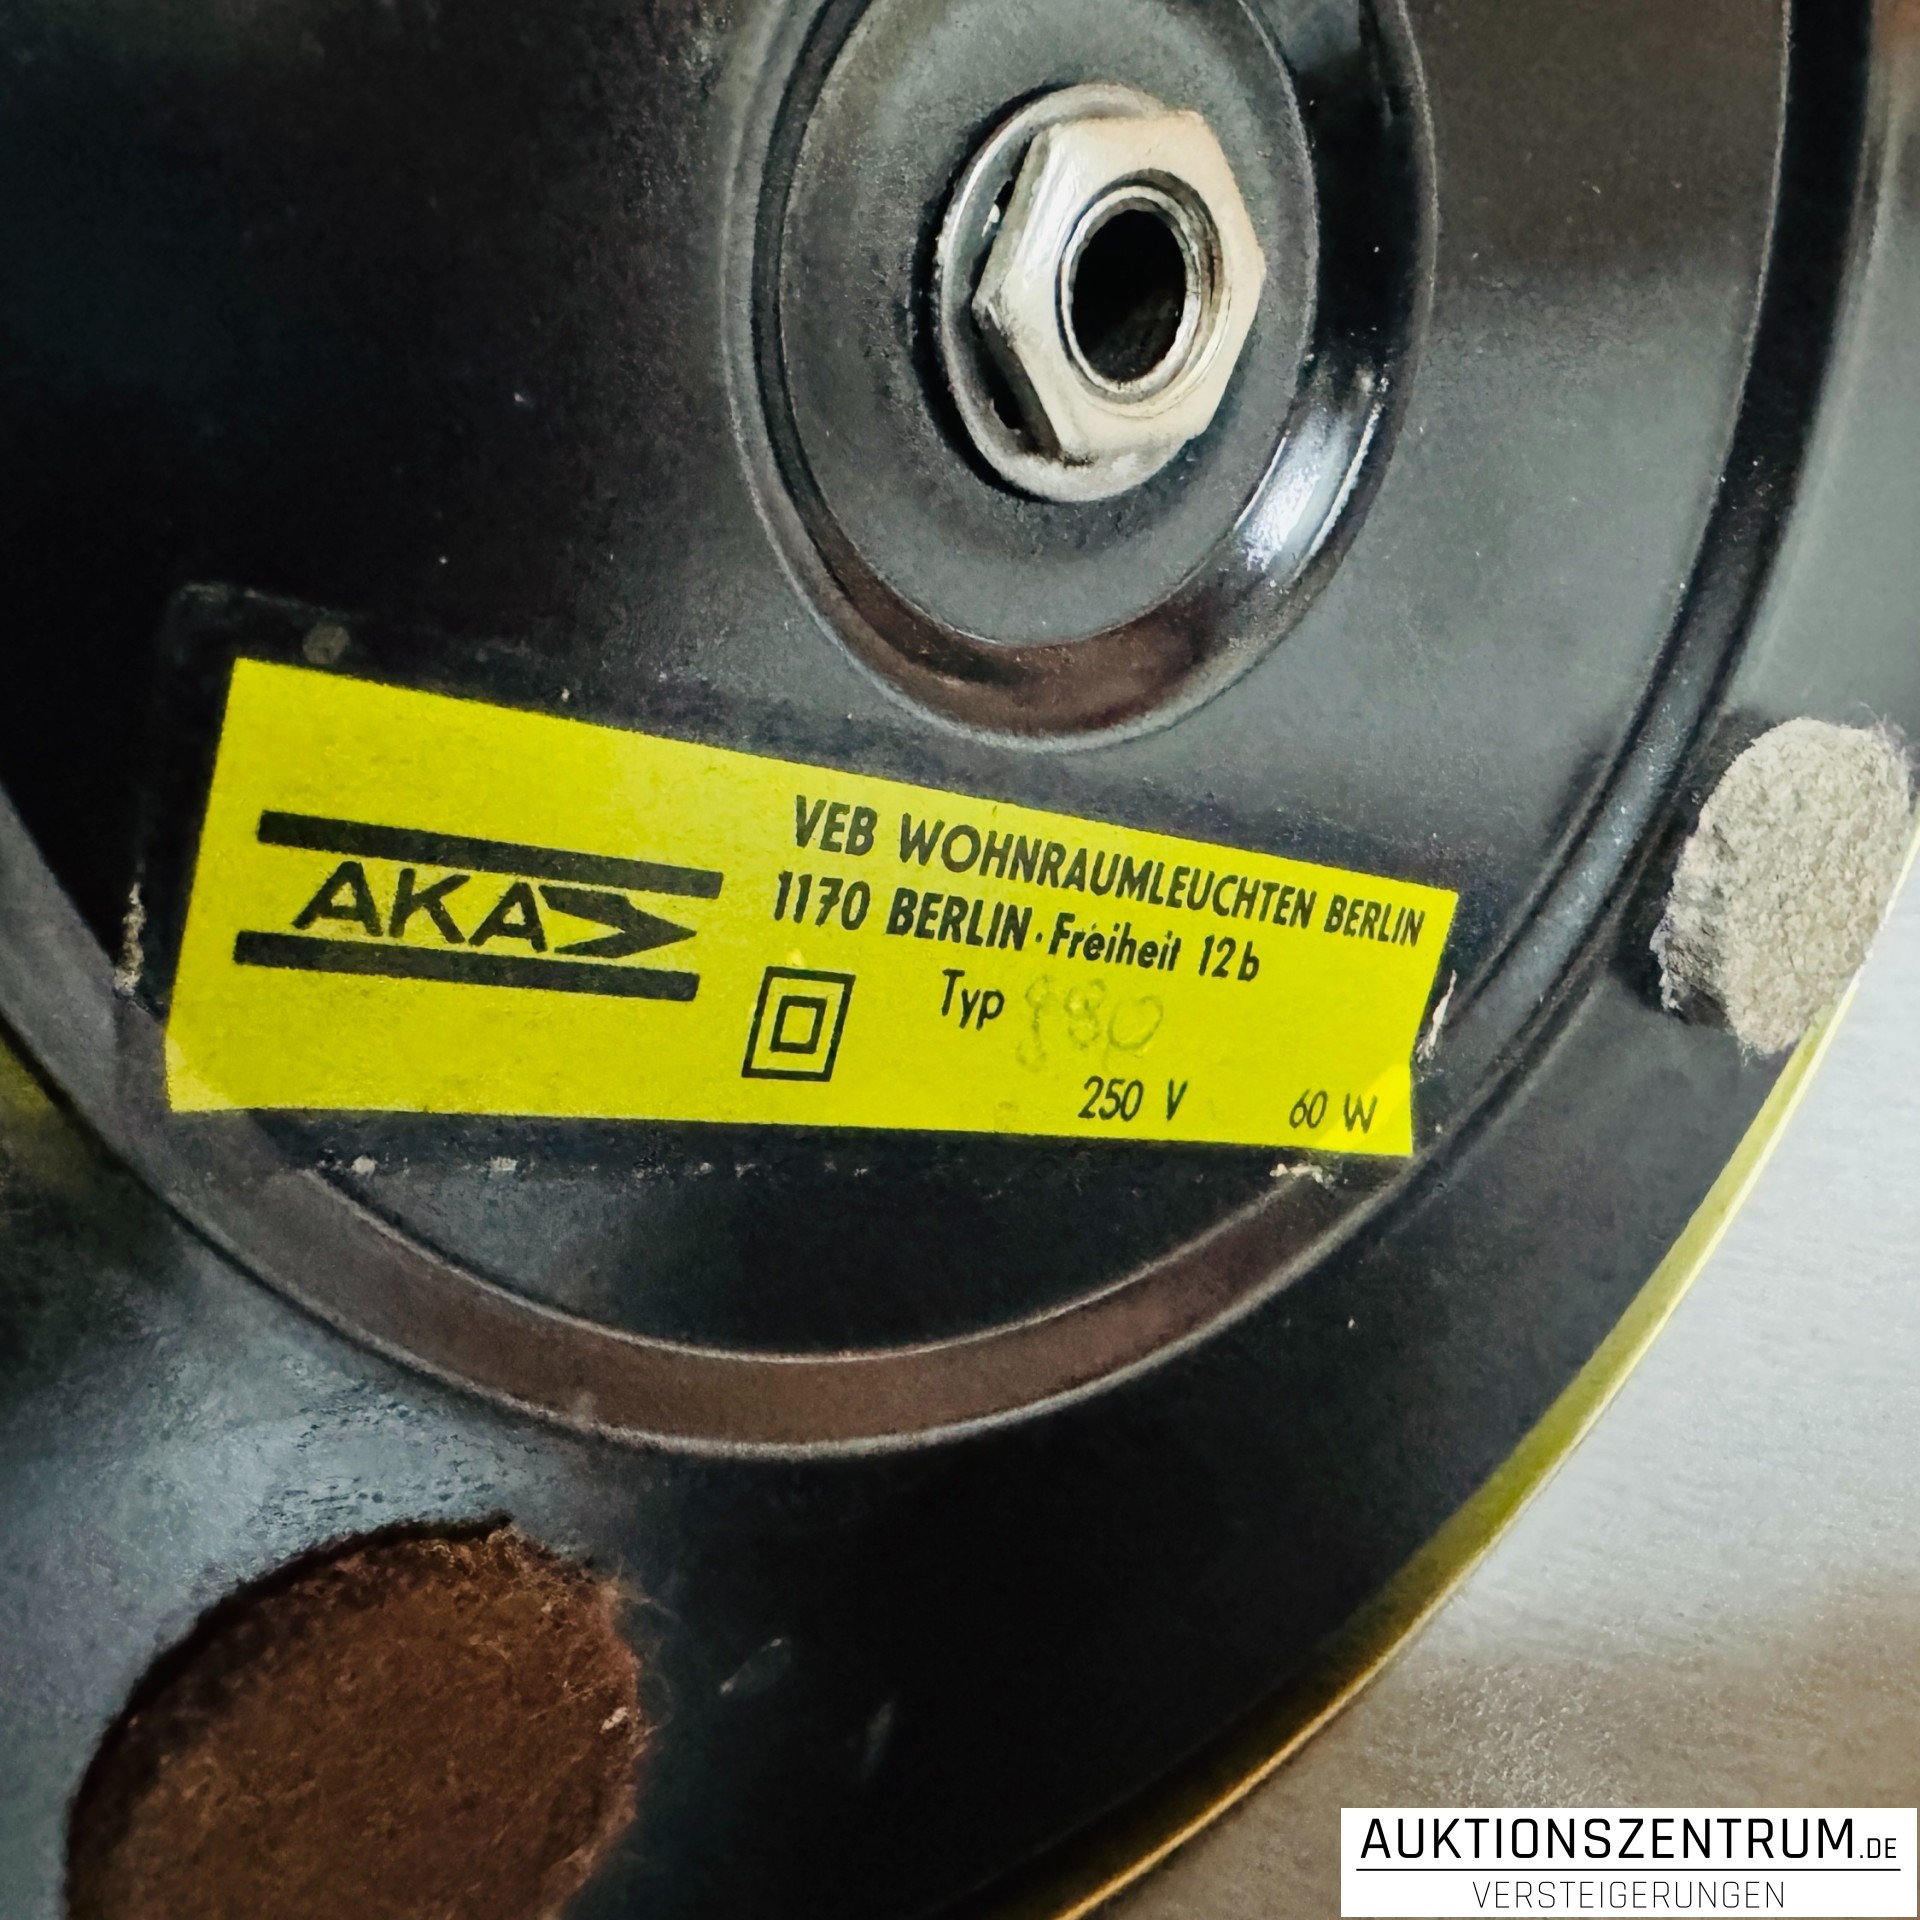 AKA
VEB WOHNRAUMLEUCHTEN BERLIN
1170 BERLIN · Freiheit 12b
Typ
250 V 60 W
AUKTIONSZENTRUM.DE
VERSTEIGERUNGEN